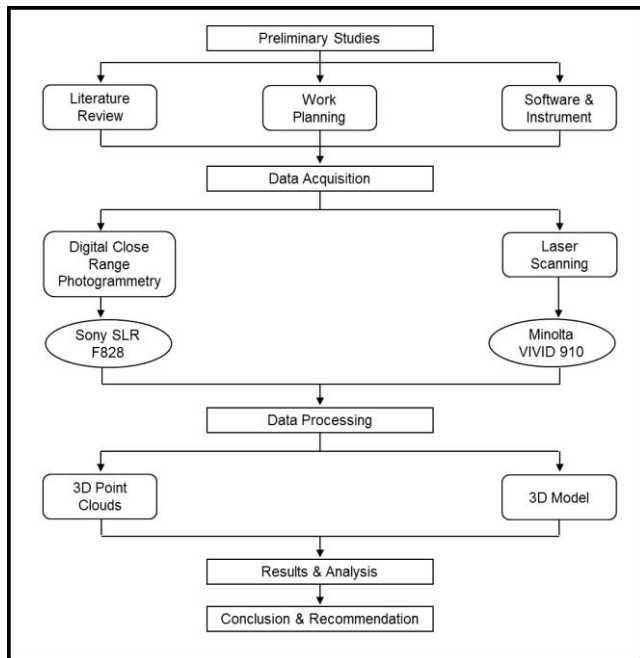 Preliminary Studies
Literature
Review
Work
Planning
Software &
Instrument
Data Acquisition
Digital Close
Range
Photogrammetry
Laser
Scanning
Sony SLR
F828
Minolta
VIVID 910
Data Processing
3D Point
Clouds
3D Model
Results & Analysis
Conclusion & Recommendation